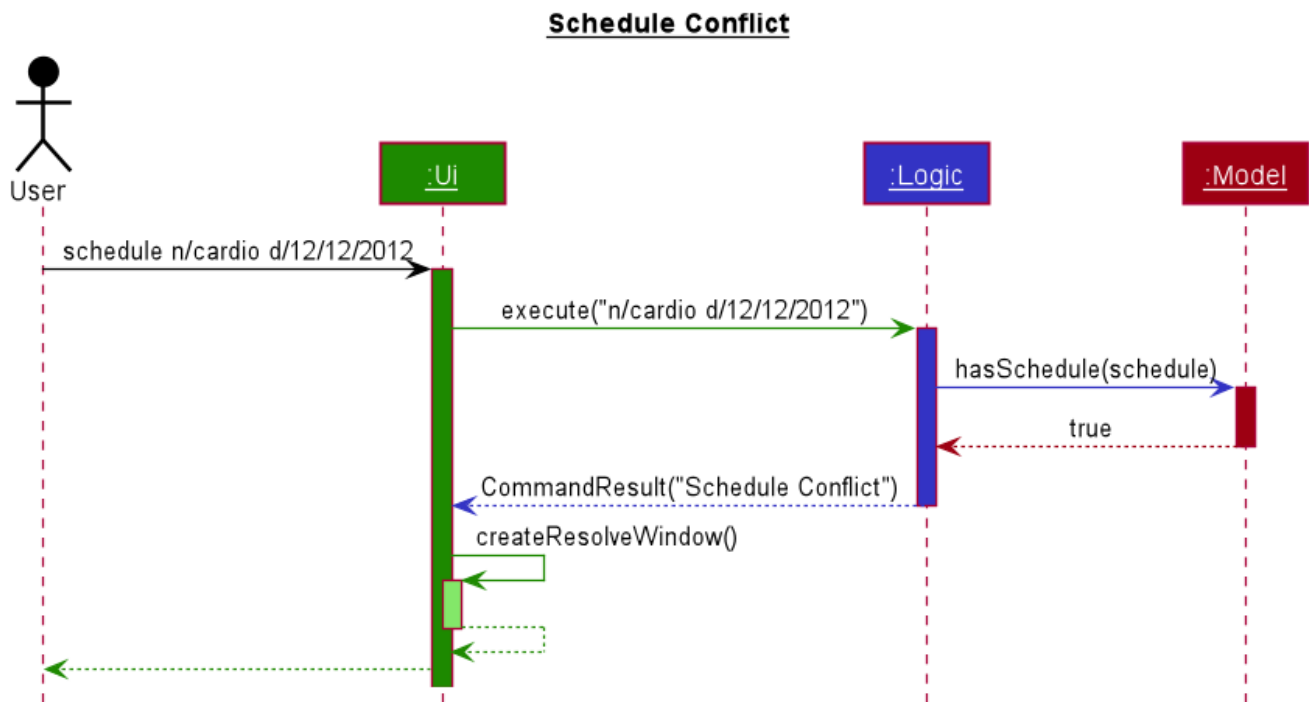 Schedule Conflict
User
:Ui
:Logic
:Model
schedule n/cardio d/12/12/2012
execute("n/cardio d/12/12/2012")
hasSchedule(schedule)
true
CommandResult("Schedule Conflict")
createResolveWindow()